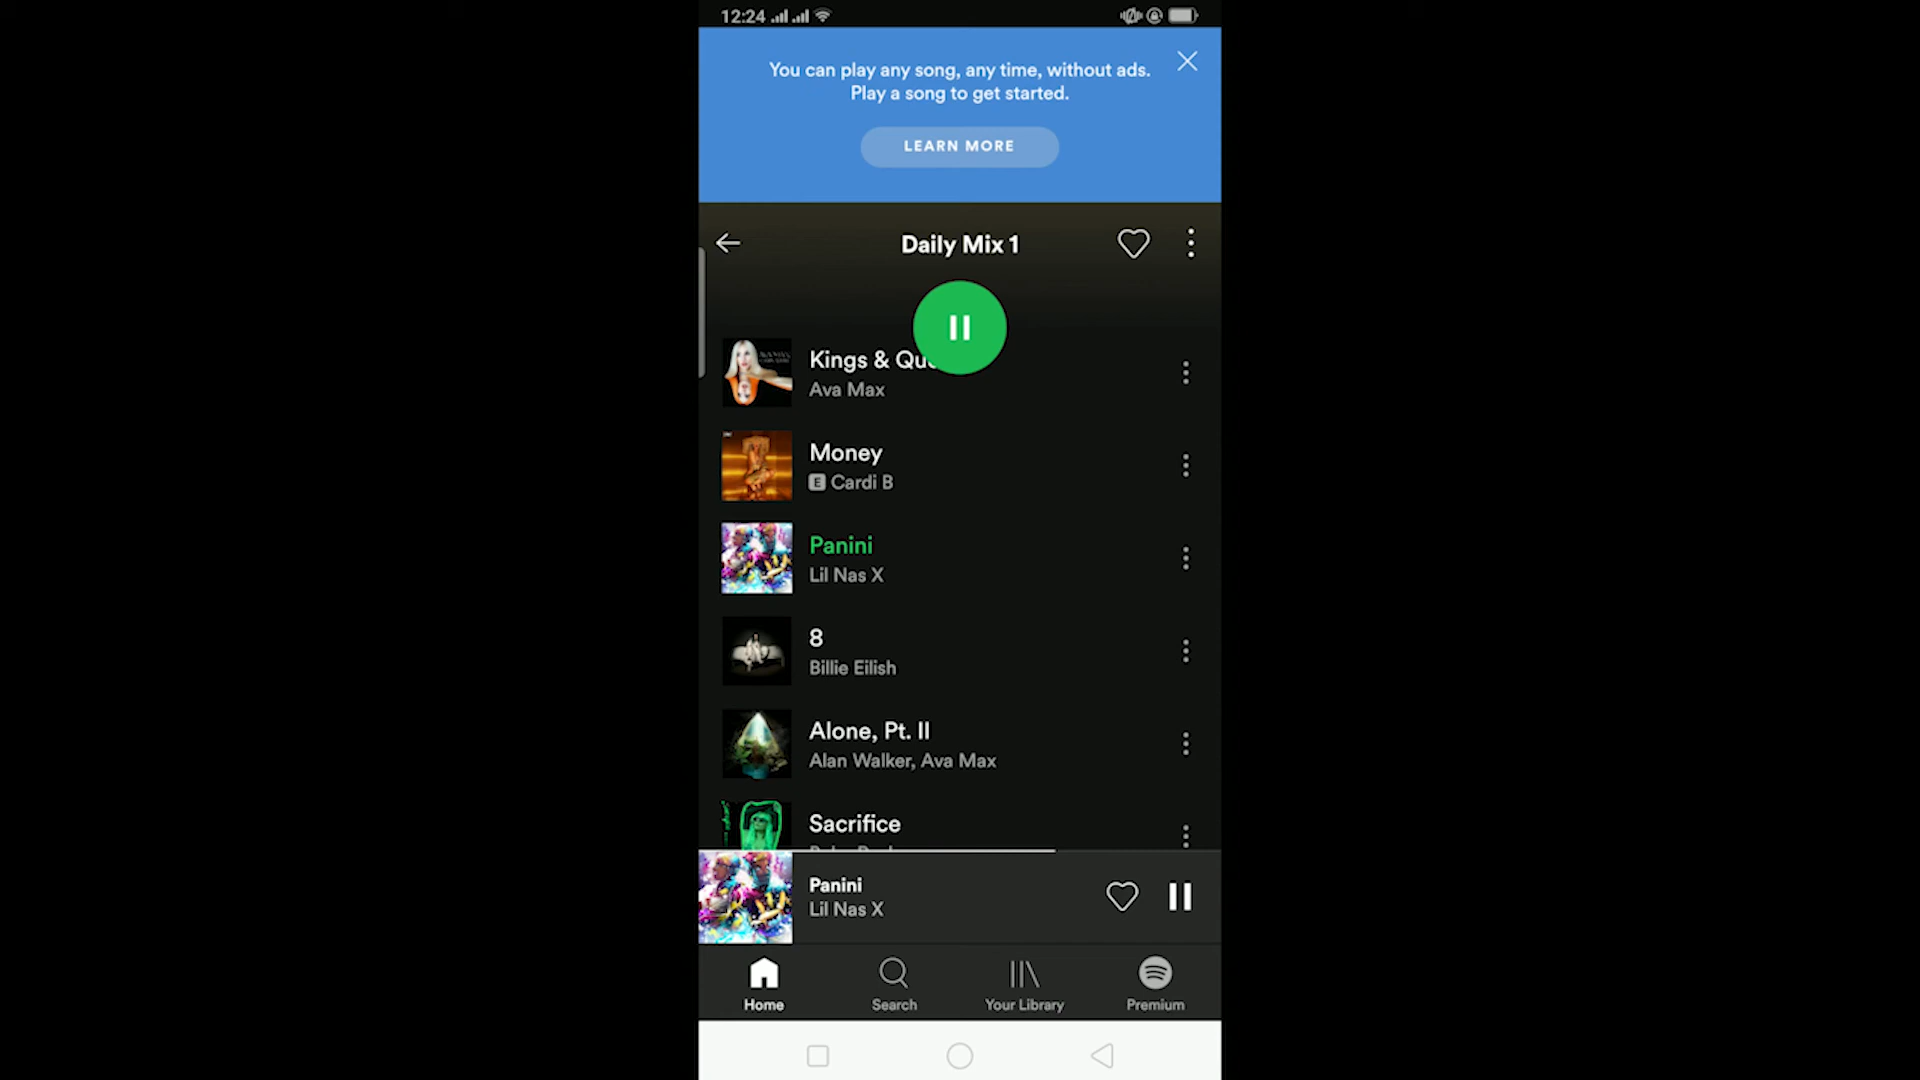 12:24
You can play any song, any time, without ads.
Play a song to get started.
LEARN MORE
Daily Mix 1
Kings &
Ava Max
Money
E Cardi B
Panini
Lil Nas X
8
Billie Eilish
Alone, Pt. II
Alan Walker, Ava Max
Sacrifice
Panini
Lil Nas X
Home
Search
Your Library
Premium